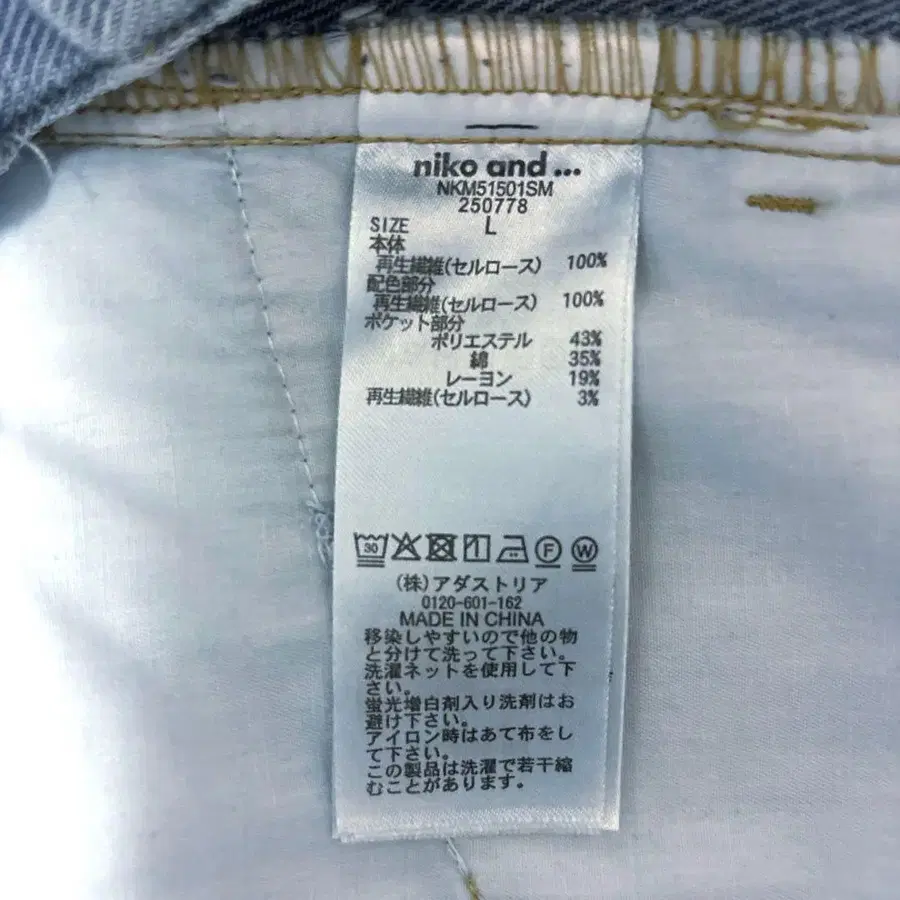 niko and ...
NKM51501SM
250778
SIZE L
本体
再生繊維(セルロース) 100%
配色部分
再生繊維(セルロース) 100%
ポケット部分
ポリエステル 43%
綿 35%
レーヨン 19%
再生繊維(セルロース) 3%
30 F W
(株)アダストリア
0120-601-162
MADE IN CHINA
移染しやすいので他の物
と分けて洗って下さい。
洗濯ネットを使用して下
さい。
蛍光増白剤入り洗剤はお
避け下さい。
アイロン時はあて布をし
て下さい。
この製品は洗濯で若干縮
むことがあります。